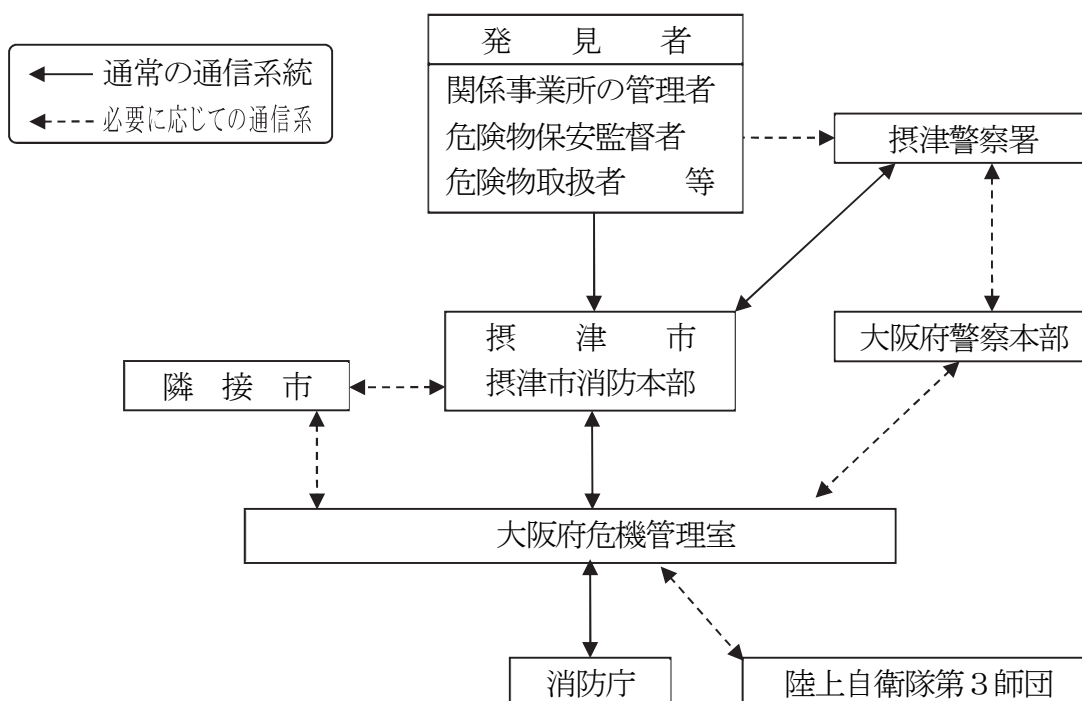 発見者
通常の通信系統
必要に応じての通信系
関係事業所の管理者
危険物保安監督者
危険物取扱者 等
摂津警察署
摂津市
摂津市消防本部
大阪府警察本部
隣接市
大阪府危機管理室
消防庁
陸上自衛隊第３師団